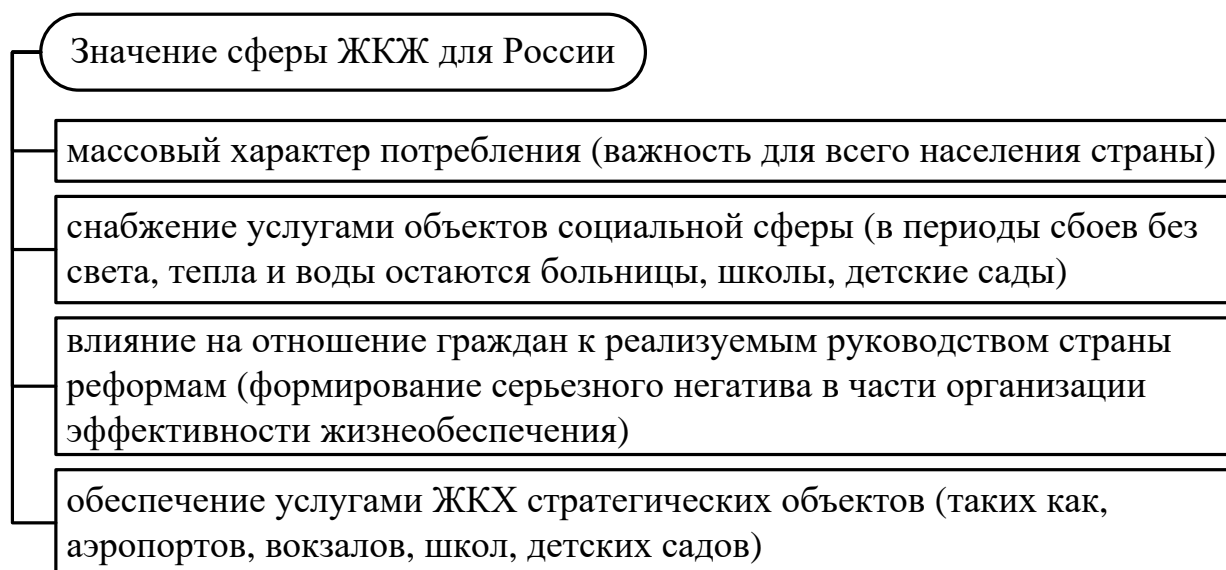 Значение сферы ЖКЖ для России
массовый характер потребления (важность для всего населения страны)
снабжение услугами объектов социальной сферы (в периоды сбоев без
света, тепла и воды остаются больницы, школы, детские сады)
влияние на отношение граждан к реализуемым руководством страны
реформам (формирование серьезного негатива в части организации
эффективности жизнеобеспечения)
обеспечение услугами ЖКХ стратегических объектов (таких как,
аэропортов, вокзалов, школ, детских садов)